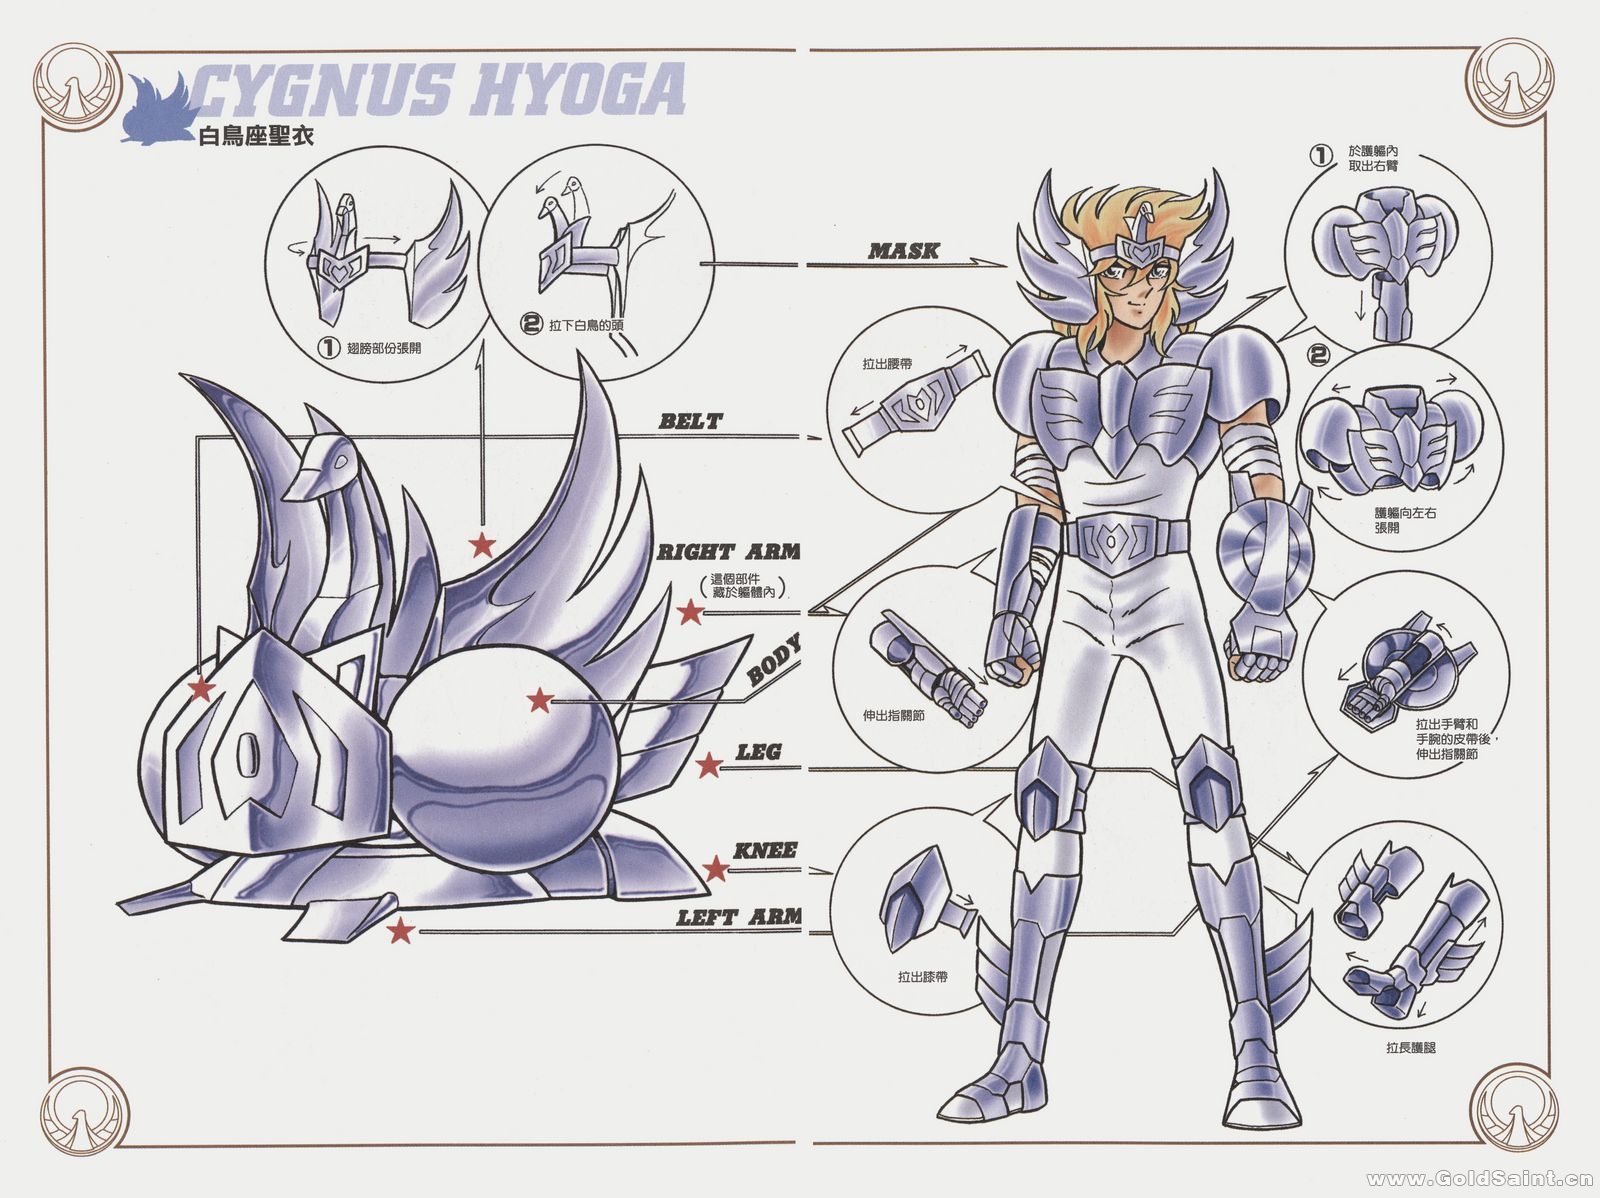 CYGNUS HYOGA
白鳥座聖衣
1 翅膀部份張開
2 拉下白鳥的頭
MASK
BELT
RIGHT ARM
(這個部件
藏於軀體內)
BODY
LEG
KNEE
LEFT ARM
1 於護軀內
取出右臂
2
護軀向左右
張開
拉出腰帶
伸出指關節
拉出手臂和
手腕的皮帶後，
伸出指關節
拉出膝帶
拉長護腿
www.GoldSaint.cn